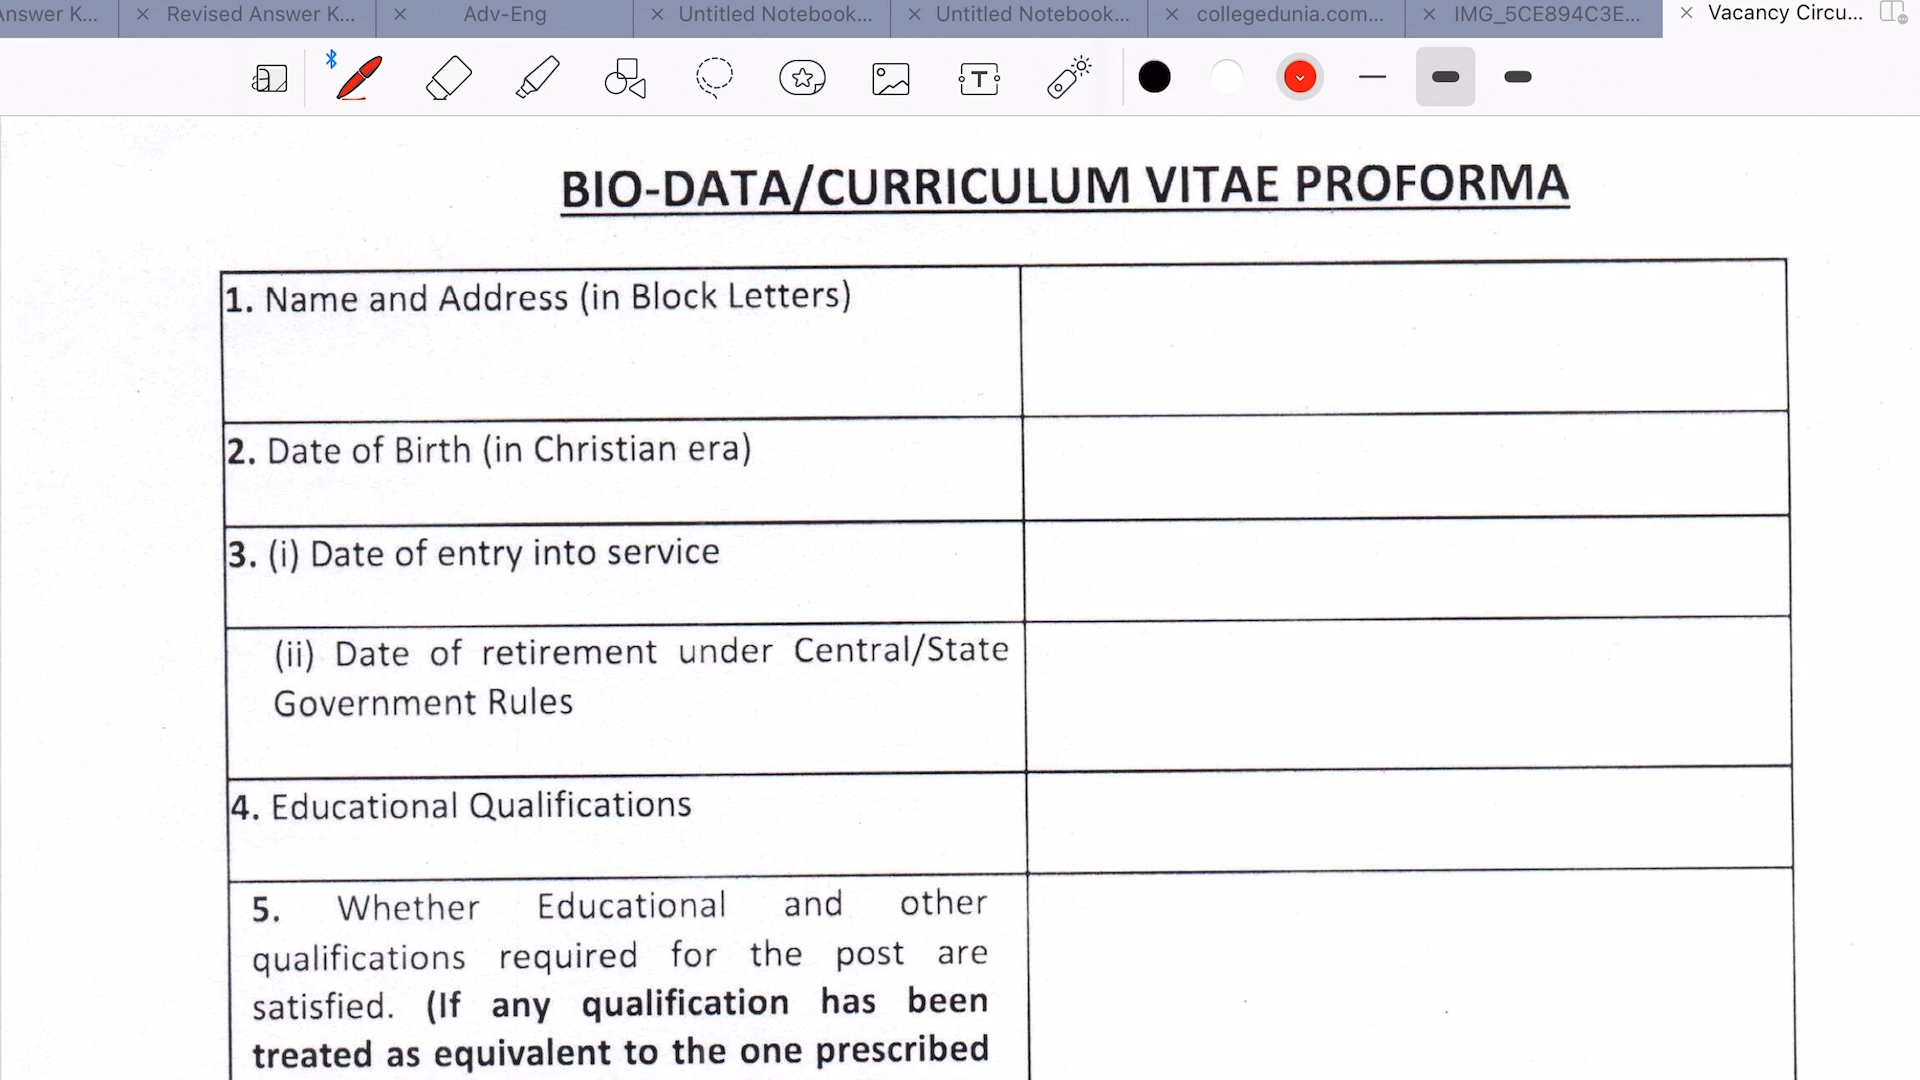 nswer K...
Revised Answer K...
Adv-Eng
Untitled Notebook...
Untitled Notebook...
collegedunia.com...
IMG_5CE894C3E...
Vacancy Circu...
BIO-DATA/CURRICULUM VITAE PROFORMA
1. Name and Address (in Block Letters)
2. Date of Birth (in Christian era)
3. (i) Date of entry into service
(ii) Date of retirement under Central/State
Government Rules
4. Educational Qualifications
5. Whether Educational and other
qualifications required for the post are
satisfied. (If any qualification has been
treated as equivalent to the one prescribed